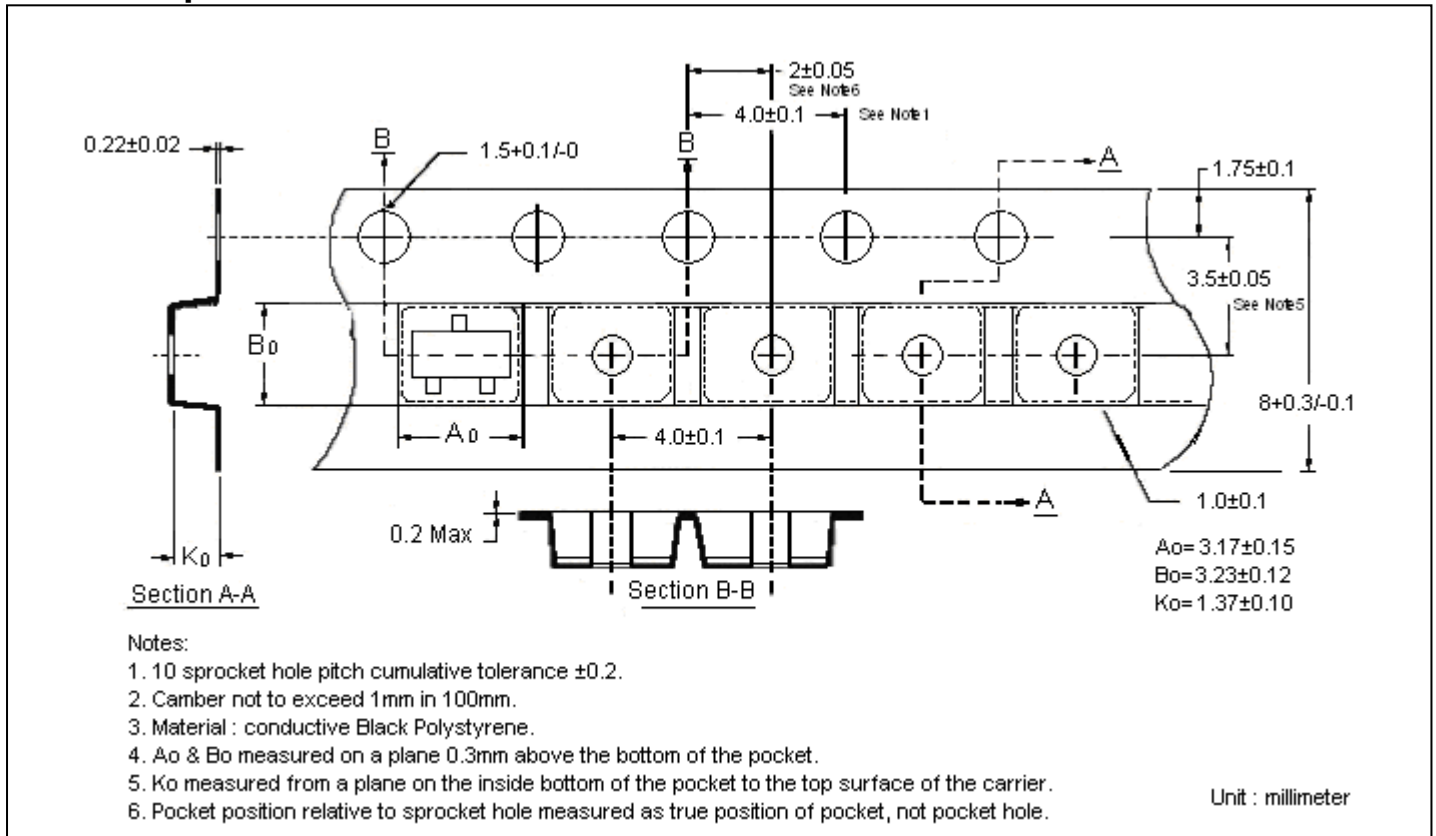 2±0.05
See Note6
4.0±0.1 See Note1
0.22±0.02
B
1.5+0.1/-0
B
A
1.75±0.1
3.5±0.05
See Note5
B0
A0
4.0±0.1
8+0.3/-0.1
A
1.0±0.1
0.2 Max
K0
Section A-A
Section B-B
Ao=3.17±0.15
Bo=3.23±0.12
Ko=1.37±0.10
Notes:
1. 10 sprocket hole pitch cumulative tolerance ±0.2.
2. Camber not to exceed 1mm in 100mm.
3. Material : conductive Black Polystyrene.
4. Ao & Bo measured on a plane 0.3mm above the bottom of the pocket.
5. Ko measured from a plane on the inside bottom of the pocket to the top surface of the carrier.
6. Pocket position relative to sprocket hole measured as true position of pocket, not pocket hole.
Unit : millimeter